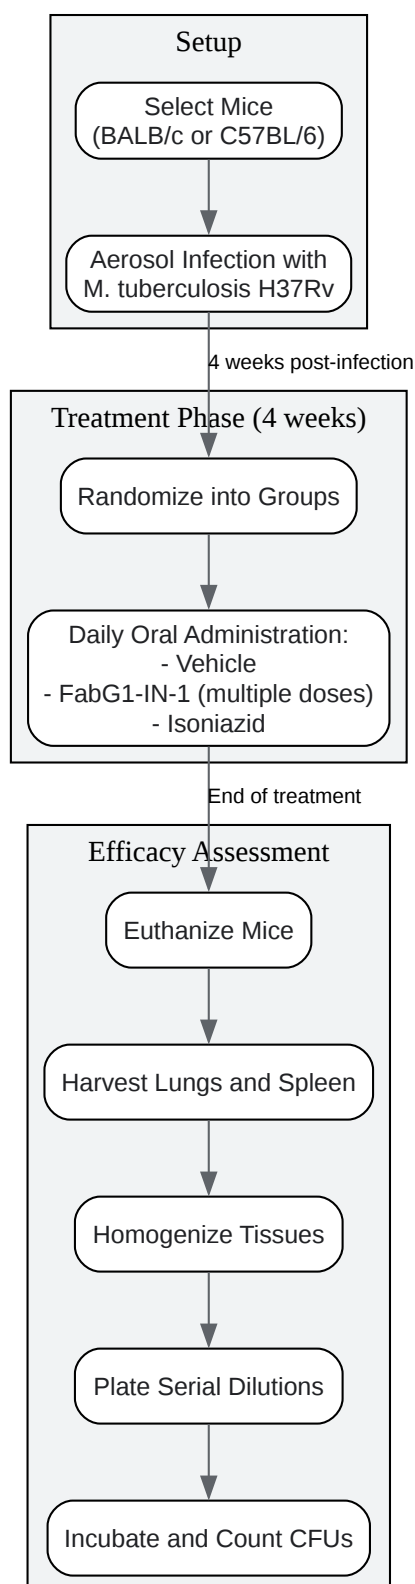 Setup
Select Mice
(BALB/c or C57BL/6)
Aerosol Infection with
M. tuberculosis H37Rv
4 weeks post-infection
Treatment Phase (4 weeks)
Randomize into Groups
Daily Oral Administration:
- Vehicle
- FabG1-IN-1 (multiple doses)
- Isoniazid
End of treatment
Efficacy Assessment
Euthanize Mice
Harvest Lungs and Spleen
Homogenize Tissues
Plate Serial Dilutions
Incubate and Count CFUs